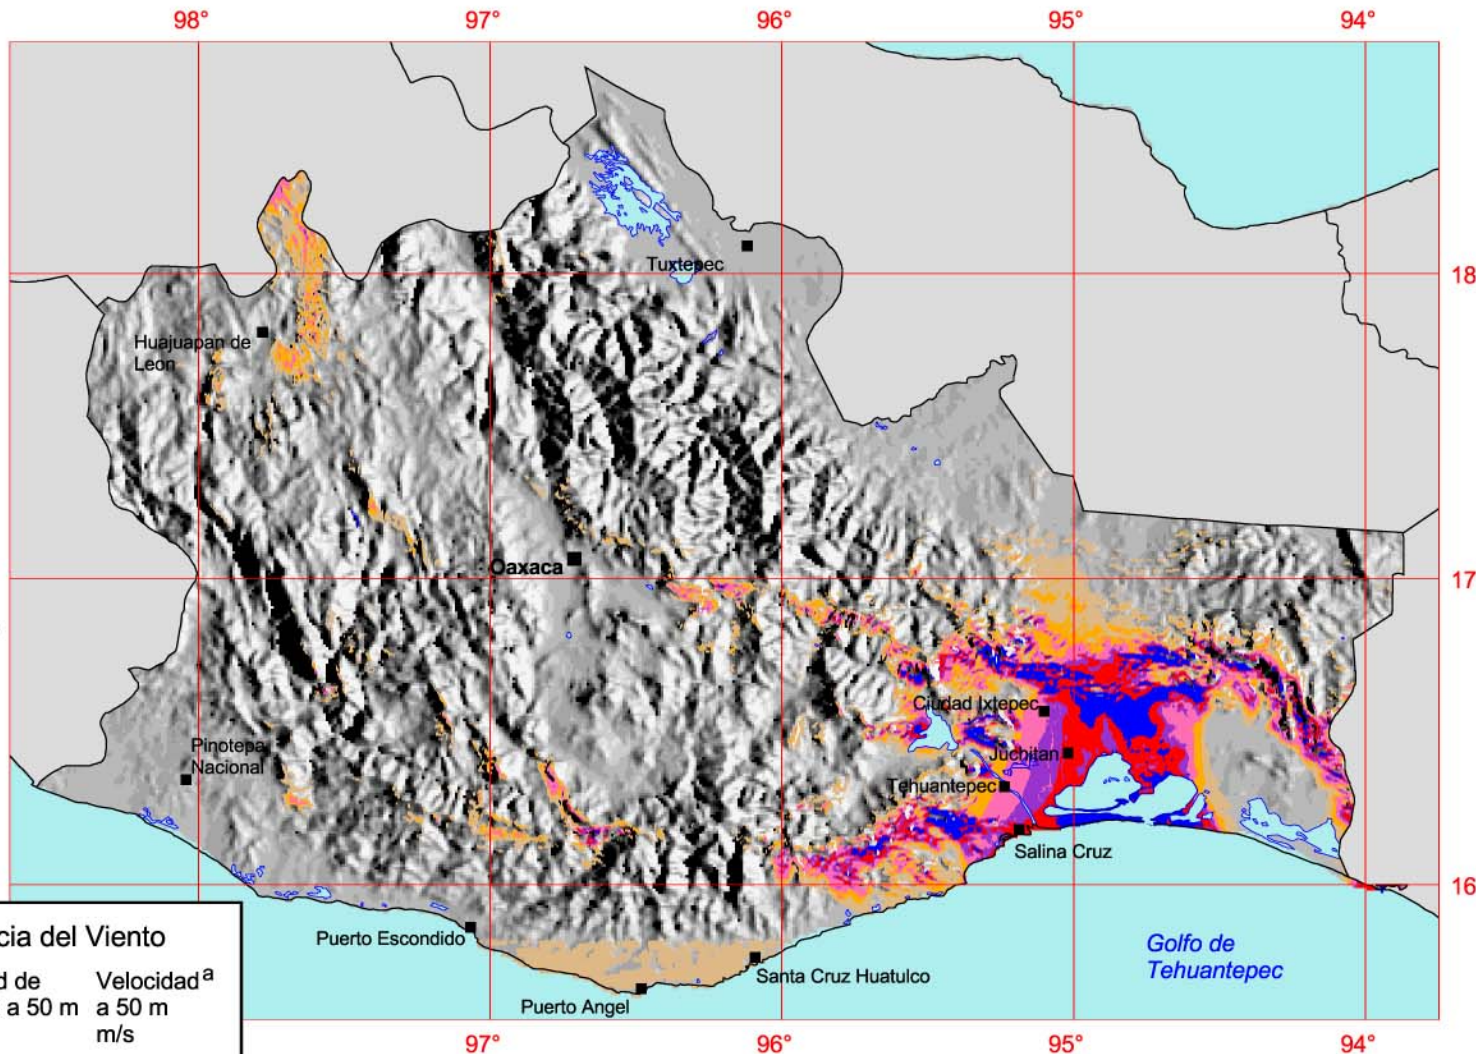 98° 97° 96° 95° 94°
Tuxtepec
18
Huajuapan de
Leon
Oaxaca
17
Ciudad Ixtepec
Pinotepa
Nacional
Juchitan
Tehuantepec
Salina Cruz
16
cia del Viento
Puerto Escondido
Golfo de
Tehuantepec
d de Velocidad a
a 50 m a 50 m
m/s
Santa Cruz Huatulco
Puerto Angel
97° 96° 95° 94°